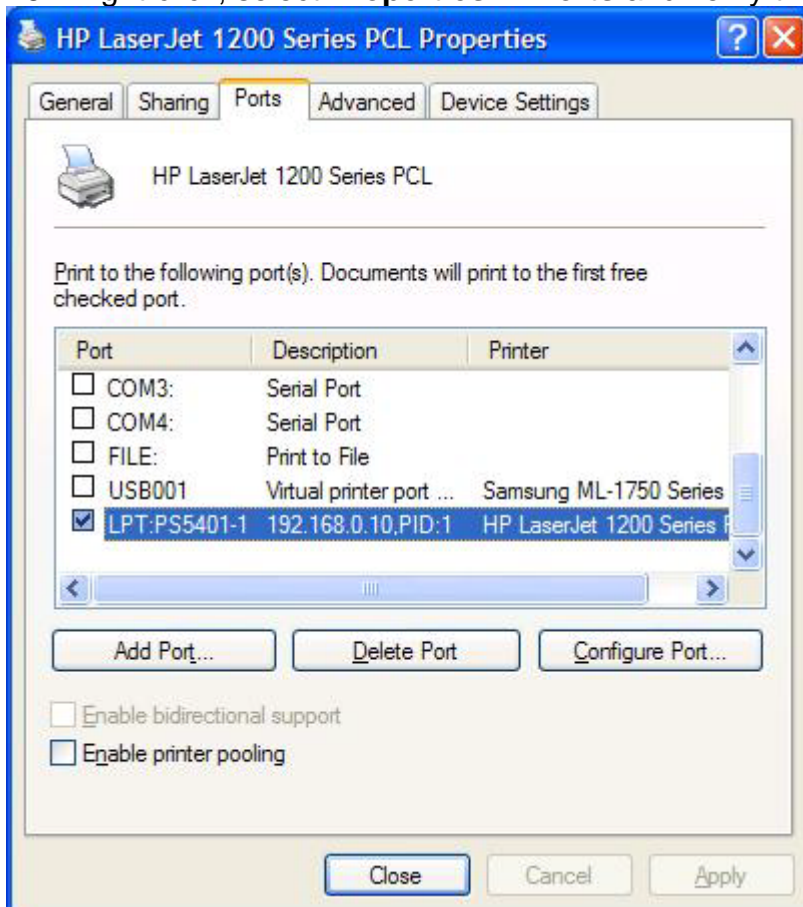 HP LaserJet 1200 Series PCL Properties
General Sharing Ports Advanced Device Settings
HP LaserJet 1200 Series PCL
Print to the following port(s). Documents will print to the first free
checked port.
Port Description Printer
COM3: Serial Port
COM4: Serial Port
FILE: Print to File
USB001 Virtual printer port ... Samsung ML-1750 Series
LPT:PS5401-1 192.168.0.10,PID:1 HP LaserJet 1200 Series
Add Port... Delete Port Configure Port...
Enable bidirectional support
Enable printer pooling
Close Cancel Apply